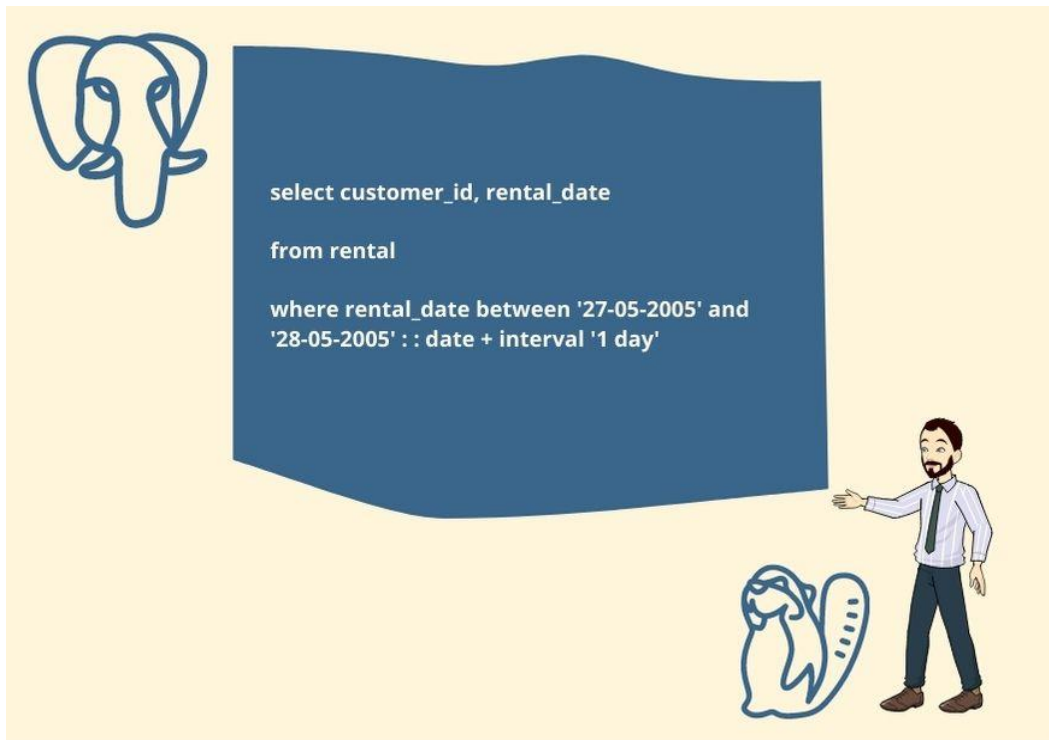 select customer_id, rental_date
from rental
where rental_date between '27-05-2005' and
'28-05-2005' : : date + interval '1 day'